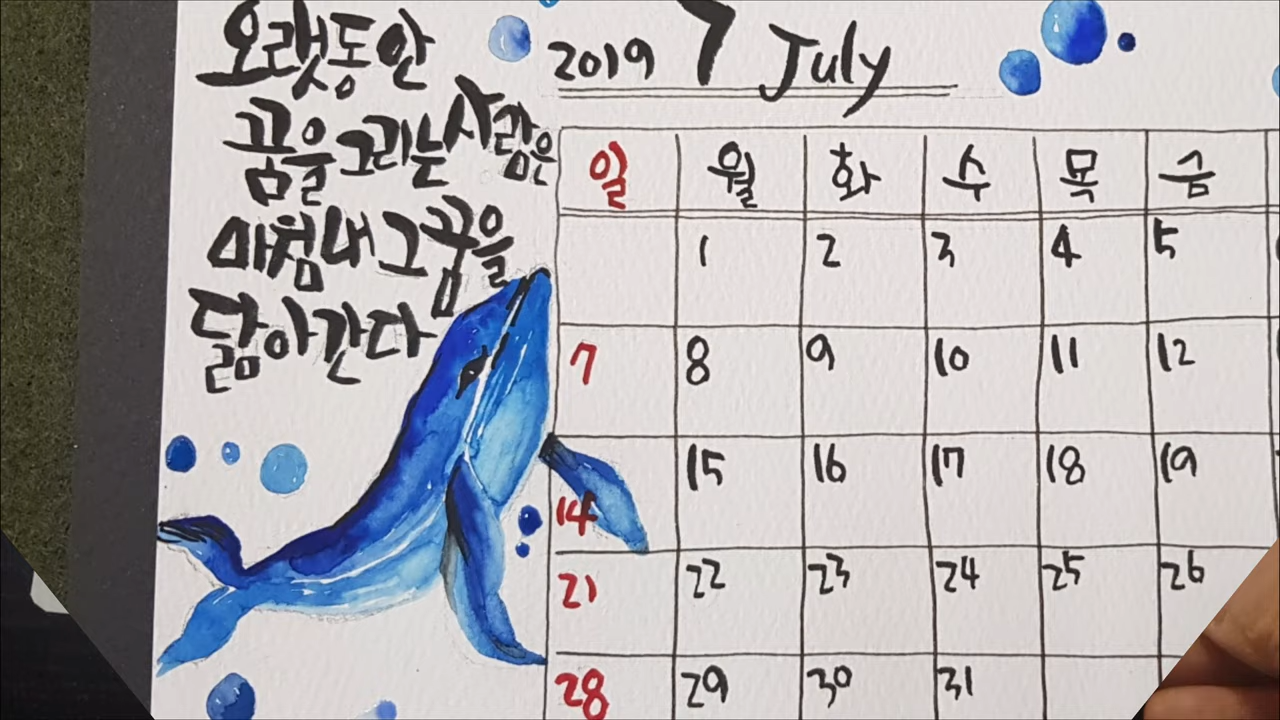 오랫동안
꿈을 그리는 사람은
마침내 그 꿈을
닮아간다
2019 7 July
일 월 화 수 목 금
1 2 3 4 5
7 8 9 10 11 12
14 15 16 17 18 19
21 22 23 24 25 26
28 29 30 31